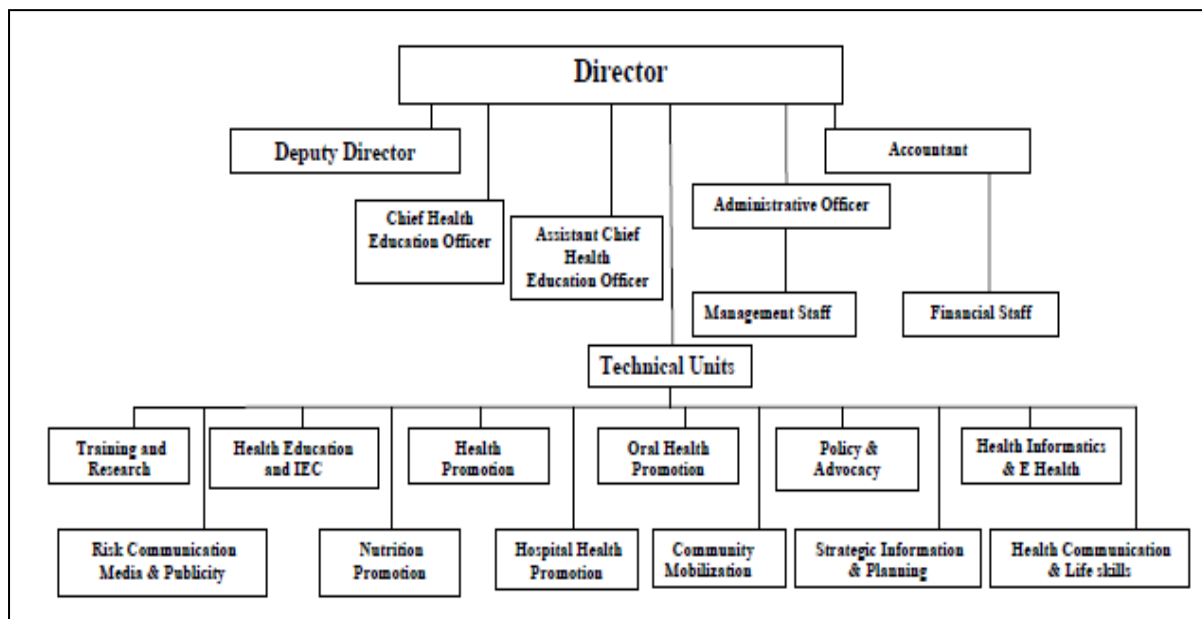 Director
Deputy Director
Accountant
Chief Health
Education Officer
Assistant Chief
Health
Education Officer
Administrative Officer
Management Staff
Financial Staff
Technical Units
Training and
Research
Health Education
and IEC
Health
Promotion
Oral Health
Promotion
Policy &
Advocacy
Health Informatics
& E Health
Risk Communication
Media & Publicity
Nutrition
Promotion
Hospital Health
Promotion
Community
Mobilization
Strategic Information
& Planning
Health Communication
& Life skills